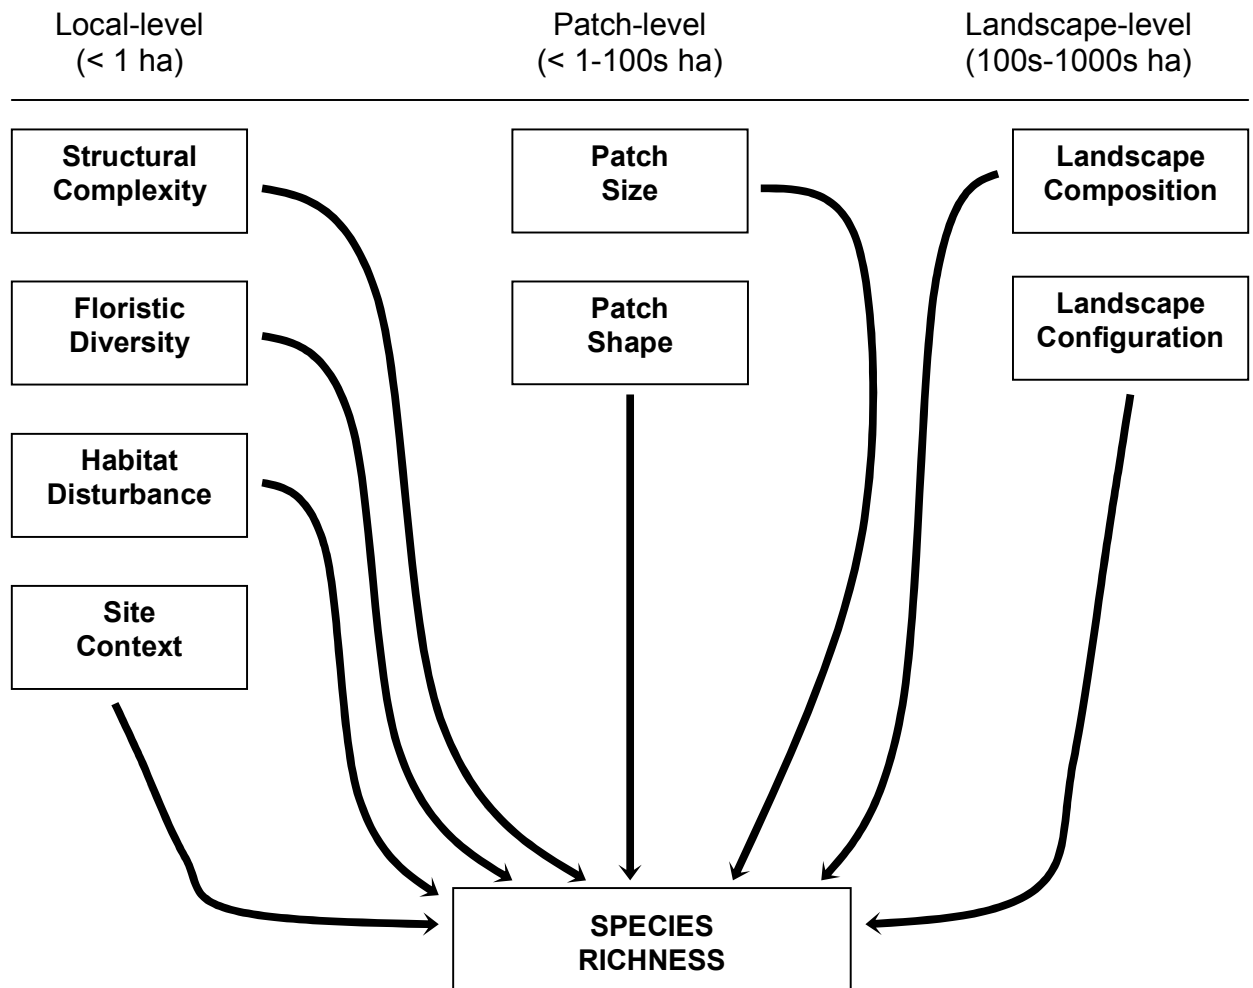 Local-level
(< 1 ha)
Patch-level
(< 1-100s ha)
Landscape-level
(100s-1000s ha)
Structural
Complexity
Patch
Size
Landscape
Composition
Floristic
Diversity
Patch
Shape
Landscape
Configuration
Habitat
Disturbance
Site
Context
SPECIES
RICHNESS